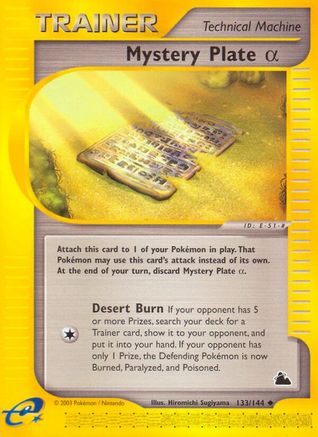 TRAINER
Technical Machine
Mystery Plate α
Attach this card to 1 of your Pokémon in play. That
Pokémon may use this card's attack instead of its own.
At the end of your turn, discard Mystery Plate α.
Desert Burn If your opponent has 5
or more Prizes, search your deck for a
Trainer card, show it to your opponent, and
put it into your hand. If your opponent has
only 1 Prize, the Defending Pokémon is now
Burned, Paralyzed, and Poisoned.
© 2003 Pokémon / Nintendo
Illus. Hiromichi Sugiyama
133/144 ◆
e